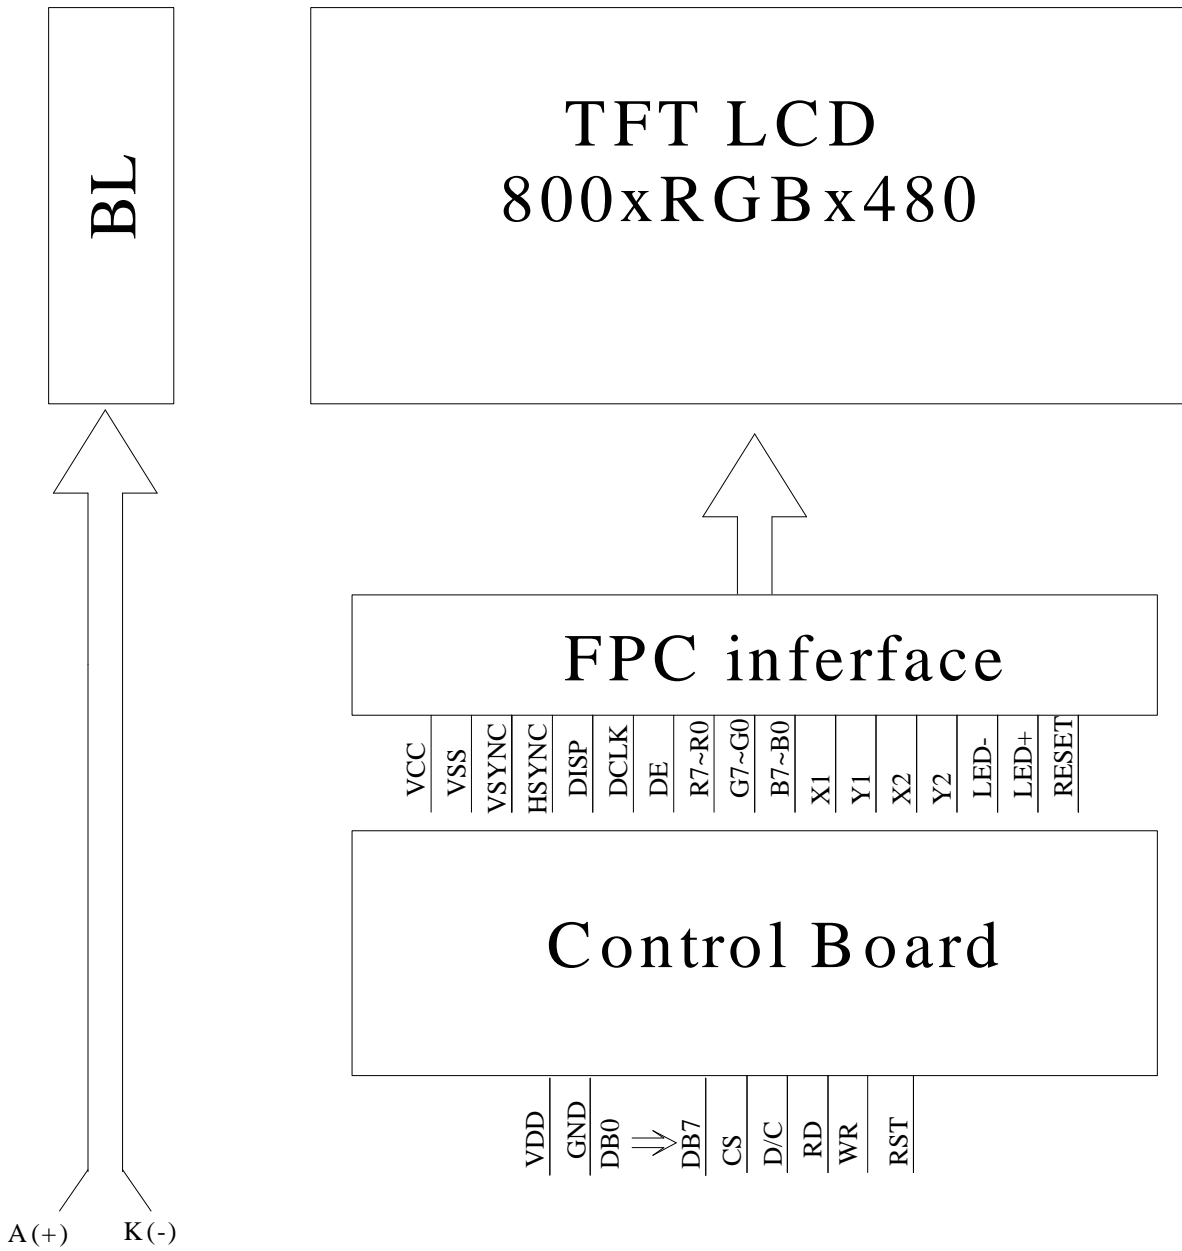 BL
TFT LCD
800xRGBx480
FPC inferface
VCC
VSS
VSYNC
HSYNC
DISP
DCLK
DE
R7~R0
G7~G0
B7~B0
X1
Y1
X2
Y2
LED-
LED+
RESET
Control Board
VDD
GND
DB0
DB7
CS
D/C
RD
WR
RST
A(+)
K(-)